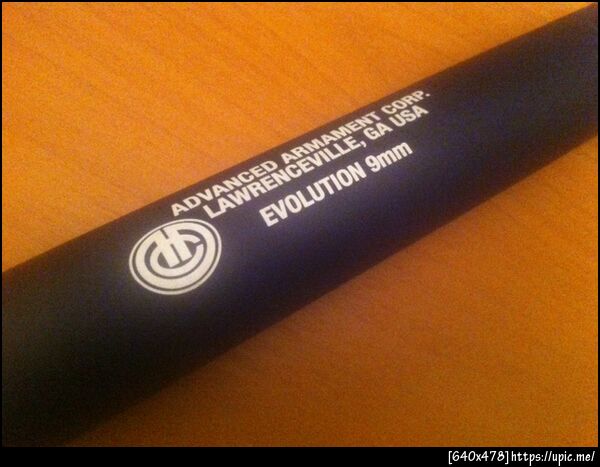 ADVANCED ARMAMENT CORP.
LAWRENCEVILLE, GA USA
EVOLUTION 9mm
[640x478]https://upic.me/